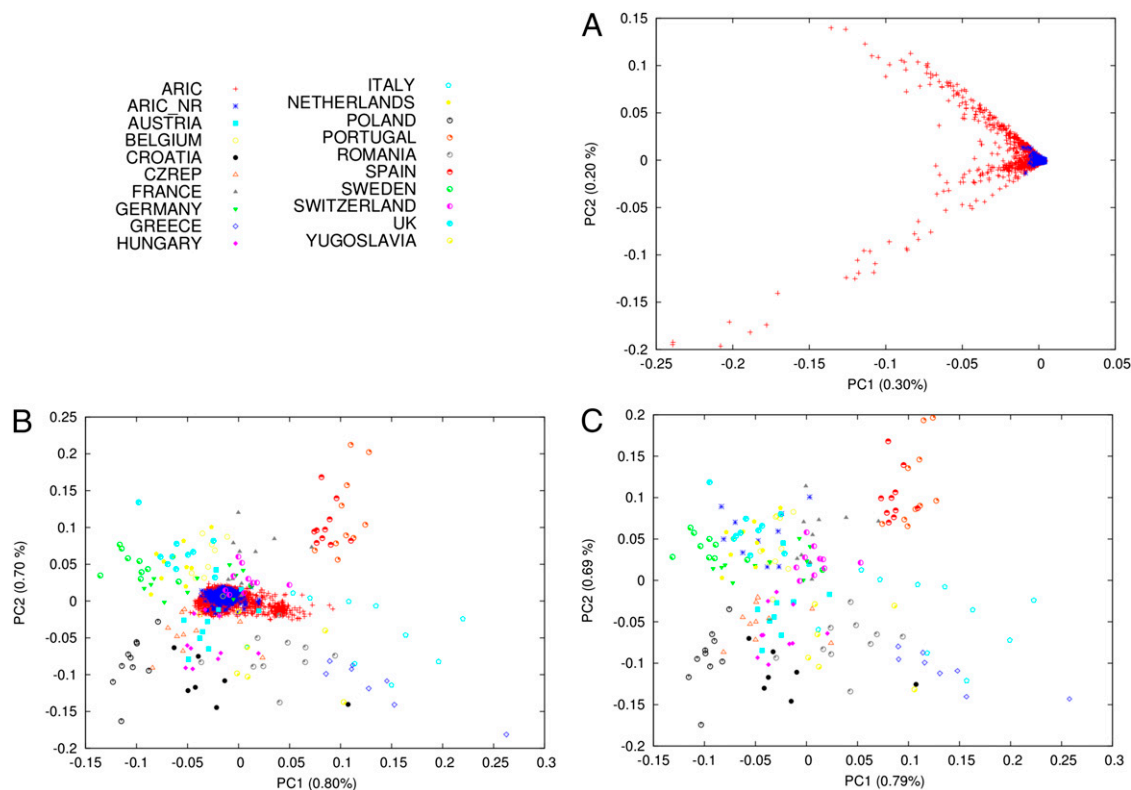 A
ARIC
ARIC_NR
AUSTRIA
BELGIUM
CROATIA
CZREP
FRANCE
GERMANY
GREECE
HUNGARY
ITALY
NETHERLANDS
POLAND
PORTUGAL
ROMANIA
SPAIN
SWEDEN
SWITZERLAND
UK
YUGOSLAVIA
PC2 (0.20 %)
0.15
0.1
0.05
0
-0.05
-0.1
-0.15
-0.2
-0.25 -0.2 -0.15 -0.1 -0.05 0 0.05
PC1 (0.30%)
B
PC2 (0.70 %)
0.25
0.2
0.15
0.1
0.05
0
-0.05
-0.1
-0.15
-0.2
-0.15 -0.1 -0.05 0 0.05 0.1 0.15 0.2 0.25 0.3
PC1 (0.80%)
C
PC2 (0.69 %)
0.2
0.15
0.1
0.05
0
-0.05
-0.1
-0.15
-0.2
-0.15 -0.1 -0.05 0 0.05 0.1 0.15 0.2 0.25 0.3
PC1 (0.79%)